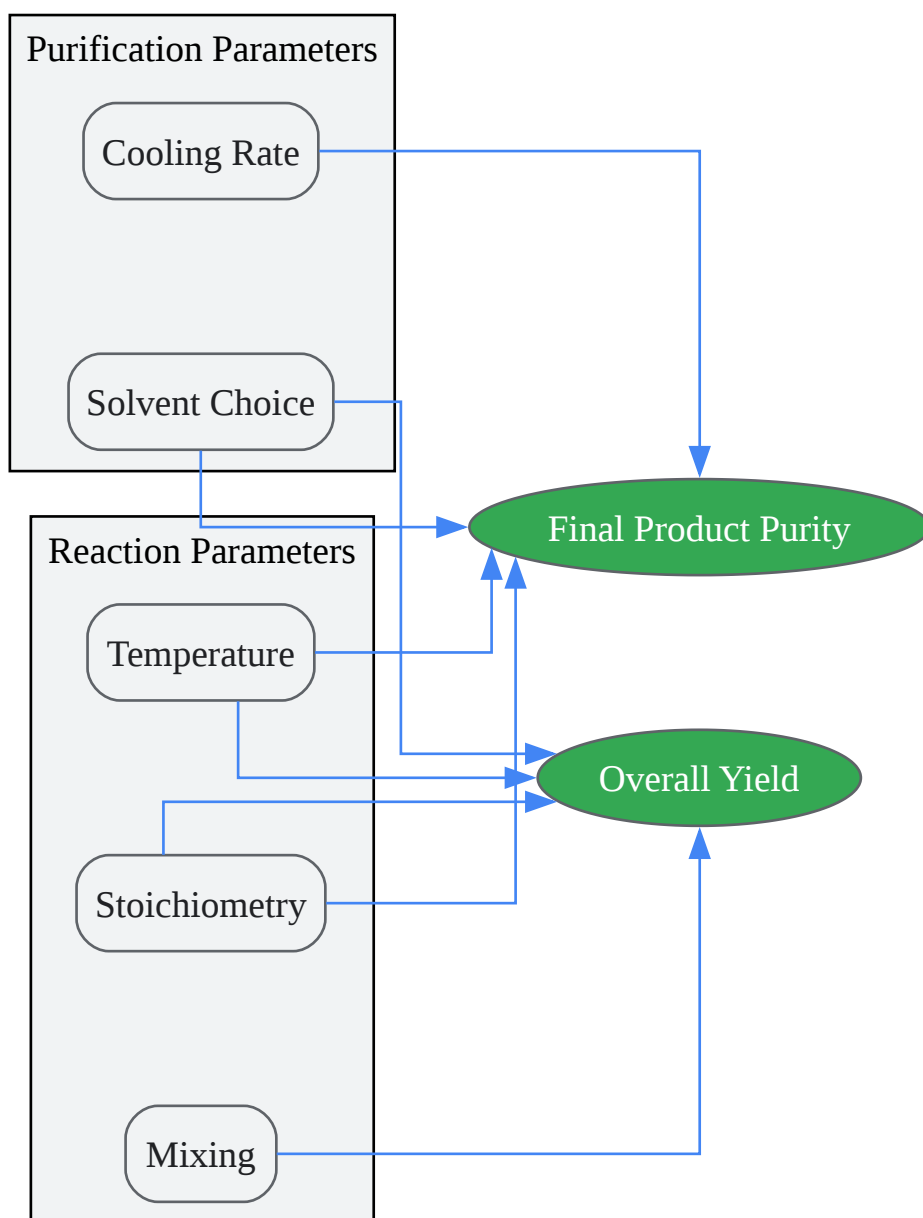 Purification Parameters
Cooling Rate
Solvent Choice
Final Product Purity
Reaction Parameters
Temperature
Overall Yield
Stoichiometry
Mixing